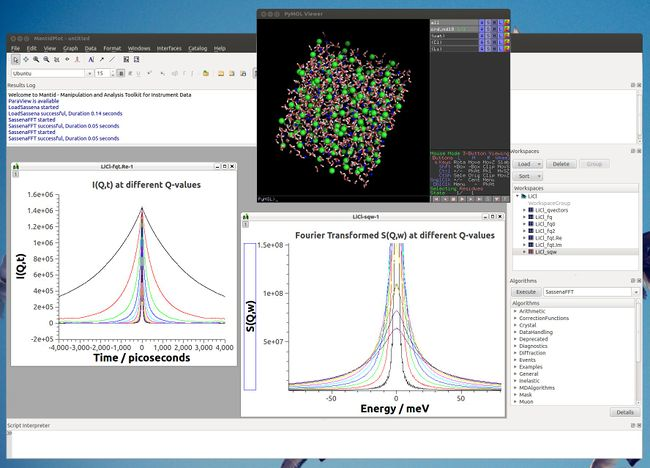 MantidPlot - untitled
File Edit View Graph Data Format Windows Interfaces Catalog Help
Ubuntu 15
Results Log
Welcome to Mantid - Manipulation and Analysis Toolkit for Instrument Data
ParaView is available
LoadSassena started
LoadSassena successful, Duration 0.14 seconds
SassenaFFT started
SassenaFFT successful, Duration 0.05 seconds
SassenaFFT started
SassenaFFT successful, Duration 0.05 seconds
PyMOL Viewer
all
Mouse Mode 3-Button Viewing
Selecting Residues
State 1/ 1
PyMOL>_
LiCl-fqt.Re-1
1
I(Q,t) at different Q-values
I(Q,t)
1.6e+06
1.4e+06
1.2e+06
1e+06
8e+05
6e+05
4e+05
2e+05
0
-2e+05
-4,000 -3,000 -2,000 -1,000 0 1,000 2,000 3,000 4,000
Time / picoseconds
LiCl-sqw-1
1
Fourier Transformed S(Q,w) at different Q-values
S(Q,w)
1.5e+08
1e+08
5e+07
-50 0 50
Energy / meV
Workspaces
Load Delete Group
Sort
Workspaces
LiCl
WorkspaceGroup
LiCl_qvectors
LiCl_fq
LiCl_fq0
LiCl_fq2
LiCl_fqt.Re
LiCl_fqt.Im
LiCl_sqw
Algorithms
Execute SassenaFFT
Algorithms
Arithmetic
CorrectionFunctions
Crystal
DataHandling
Deprecated
Diagnostics
Diffraction
Events
Examples
General
Inelastic
MDAlgorithms
Mask
Muon
Details
Script Interpreter